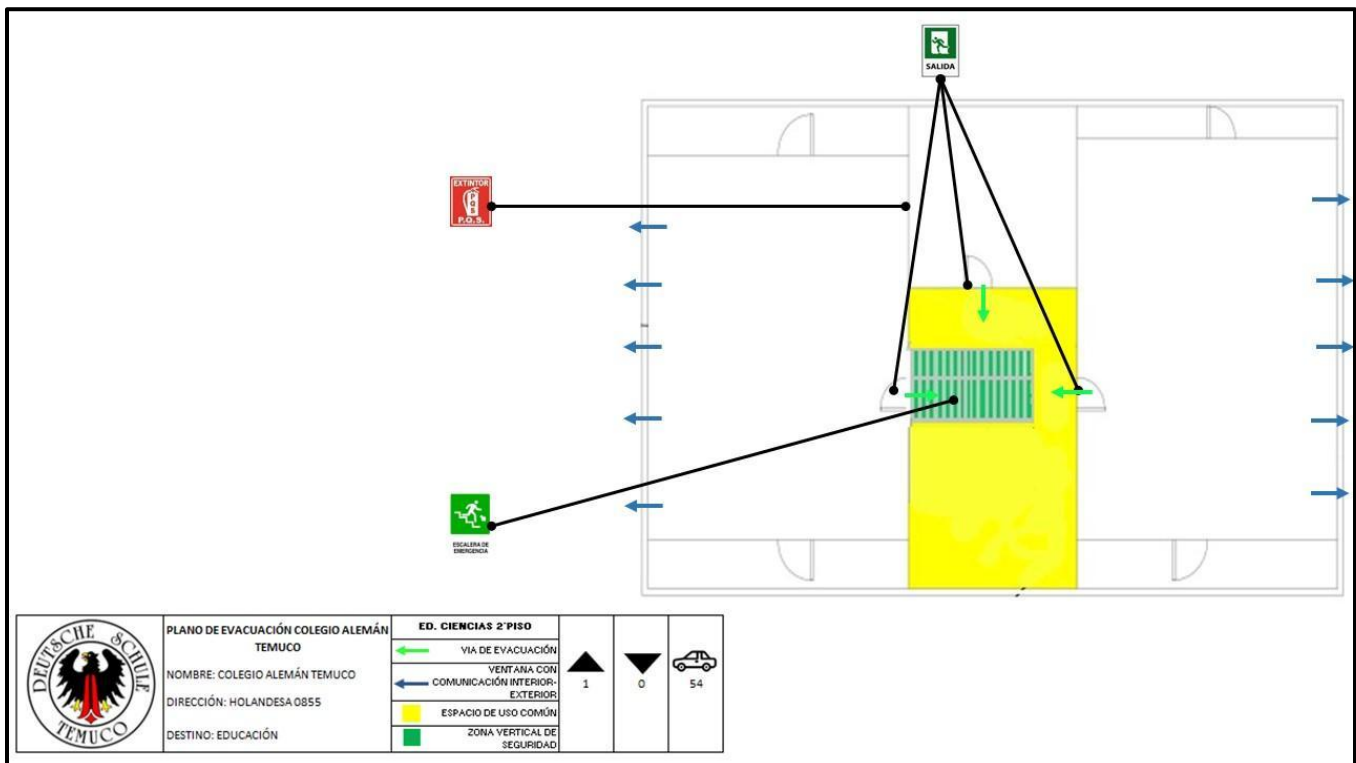 SALIDA
EXTINTOR
PQS
P.Q.S.
ESCALERA DE
EMERGENCIA
DEUTSCHE SCHULE
TEMUCO
PLANO DE EVACUACIÓN COLEGIO ALEMÁN
TEMUCO
NOMBRE: COLEGIO ALEMÁN TEMUCO
DIRECCIÓN: HOLANDESA 0855
DESTINO: EDUCACIÓN
ED. CIENCIAS 2°PISO
VIA DE EVACUACIÓN
VENTANA CON
COMUNICACIÓN INTERIOR-
EXTERIOR
ESPACIO DE USO COMÚN
ZONA VERTICAL DE
SEGURIDAD
1
0
54